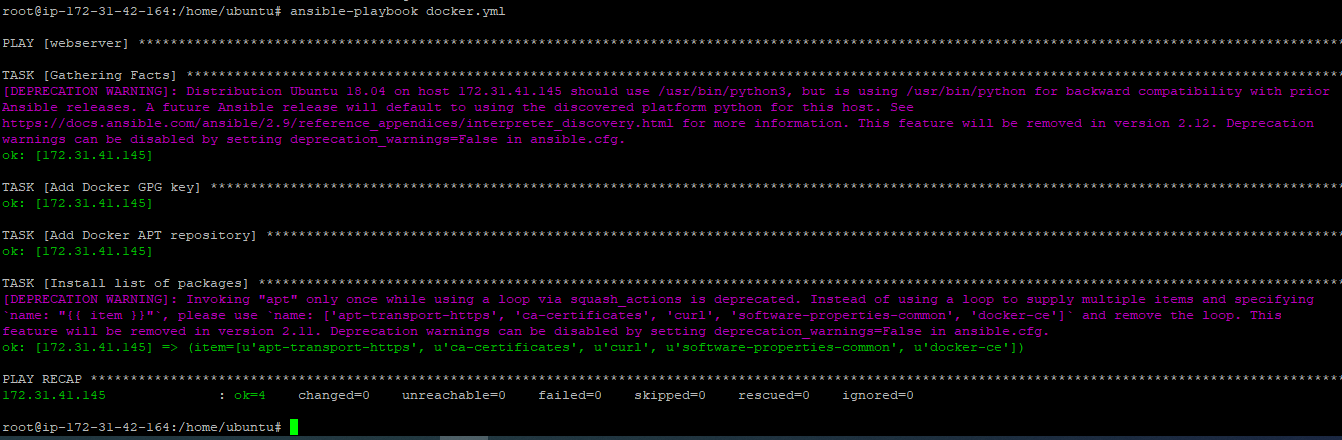 root@ip-172-31-42-164:/home/ubuntu# ansible-playbook docker.yml
PLAY [webserver] ******************************************************************************************************************************************************
TASK [Gathering Facts] ************************************************************************************************************************************************
[DEPRECATION WARNING]: Distribution Ubuntu 18.04 on host 172.31.41.145 should use /usr/bin/python3, but is using /usr/bin/python for backward compatibility with prior
Ansible releases. A future Ansible release will default to using the discovered platform python for this host. See
https://docs.ansible.com/ansible/2.9/reference_appendices/interpreter_discovery.html for more information. This feature will be removed in version 2.12. Deprecation
warnings can be disabled by setting deprecation_warnings=False in ansible.cfg.
ok: [172.31.41.145]
TASK [Add Docker GPG key] *********************************************************************************************************************************************
ok: [172.31.41.145]
TASK [Add Docker APT repository] **************************************************************************************************************************************
ok: [172.31.41.145]
TASK [Install list of packages] ***************************************************************************************************************************************
[DEPRECATION WARNING]: Invoking "apt" only once while using a loop via squash_actions is deprecated. Instead of using a loop to supply multiple items and specifying
`name: "{{ item }}"`, please use `name: ['apt-transport-https', 'ca-certificates', 'curl', 'software-properties-common', 'docker-ce']` and remove the loop. This
feature will be removed in version 2.11. Deprecation warnings can be disabled by setting deprecation_warnings=False in ansible.cfg.
ok: [172.31.41.145] => (item=[u'apt-transport-https', u'ca-certificates', u'curl', u'software-properties-common', u'docker-ce'])
PLAY RECAP ************************************************************************************************************************************************************
172.31.41.145 : ok=4 changed=0 unreachable=0 failed=0 skipped=0 rescued=0 ignored=0
root@ip-172-31-42-164:/home/ubuntu#